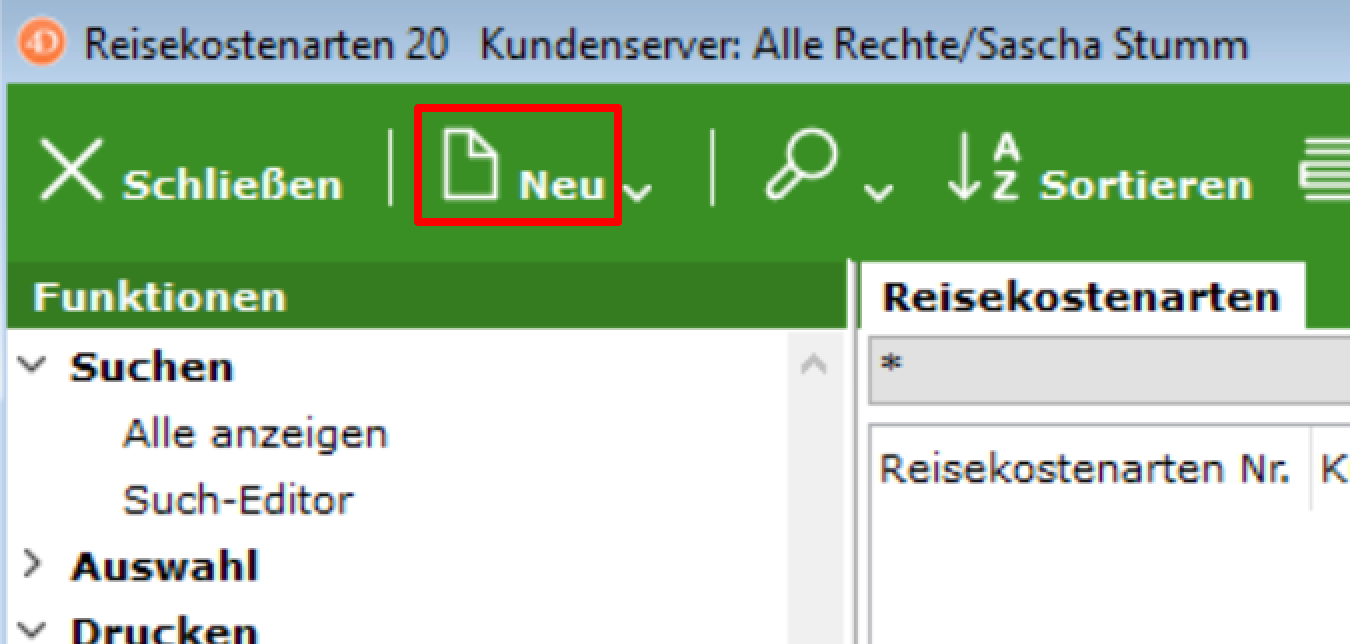 4D Reisekostenarten 20 Kundenserver: Alle Rechte/Sascha Stumm
Schließen Neu A Z Sortieren
Funktionen
Reisekostenarten
Suchen
*
Alle anzeigen
Reisekostenarten Nr. K
Such-Editor
Auswahl
Drucken